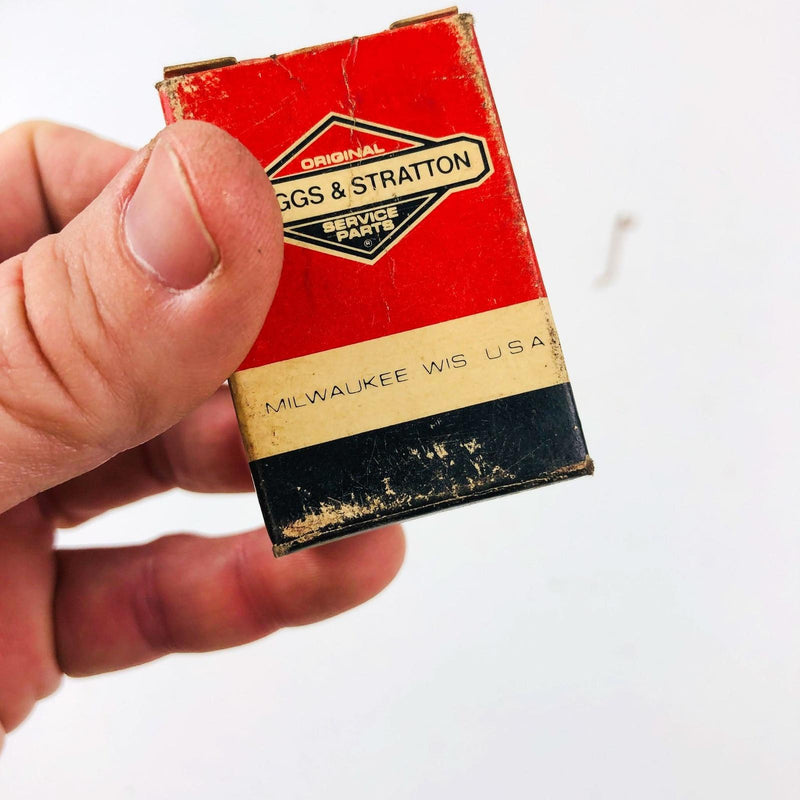 ORIGINAL
GGS & STRATTON
SERVICE
PARTS
®
MILWAUKEE WIS USA